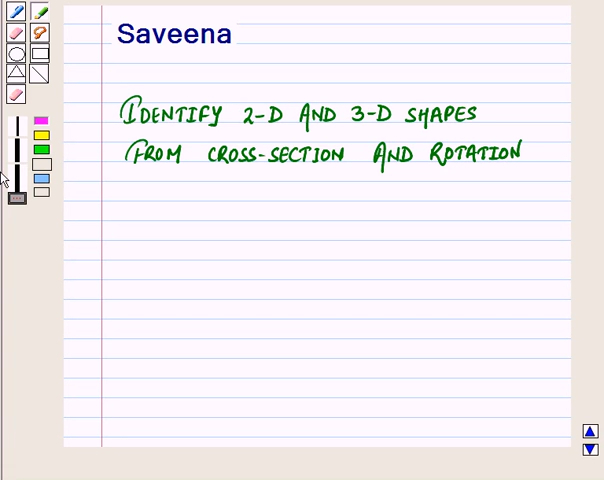 Saveena
IDENTIFY 2-D AND 3-D SHAPES
FROM CROSS-SECTION AND ROTATION